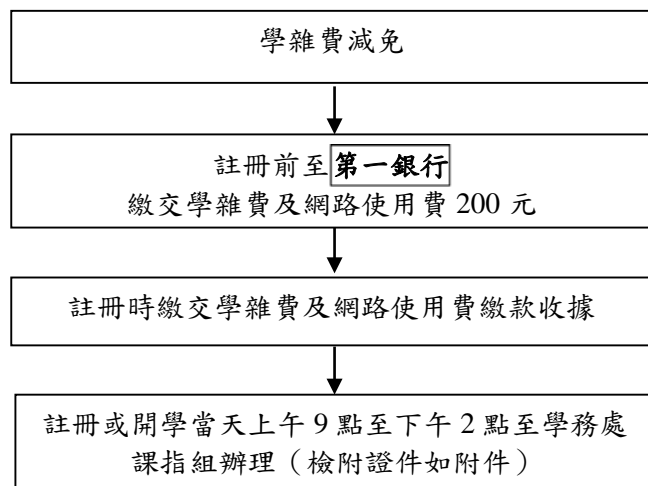 學雜費減免
註冊前至第一銀行
繳交學雜費及網路使用費 200 元
註冊時繳交學雜費及網路使用費繳款收據
註冊或開學當天上午 9 點至下午 2 點至學務處
課指組辦理（檢附證件如附件）